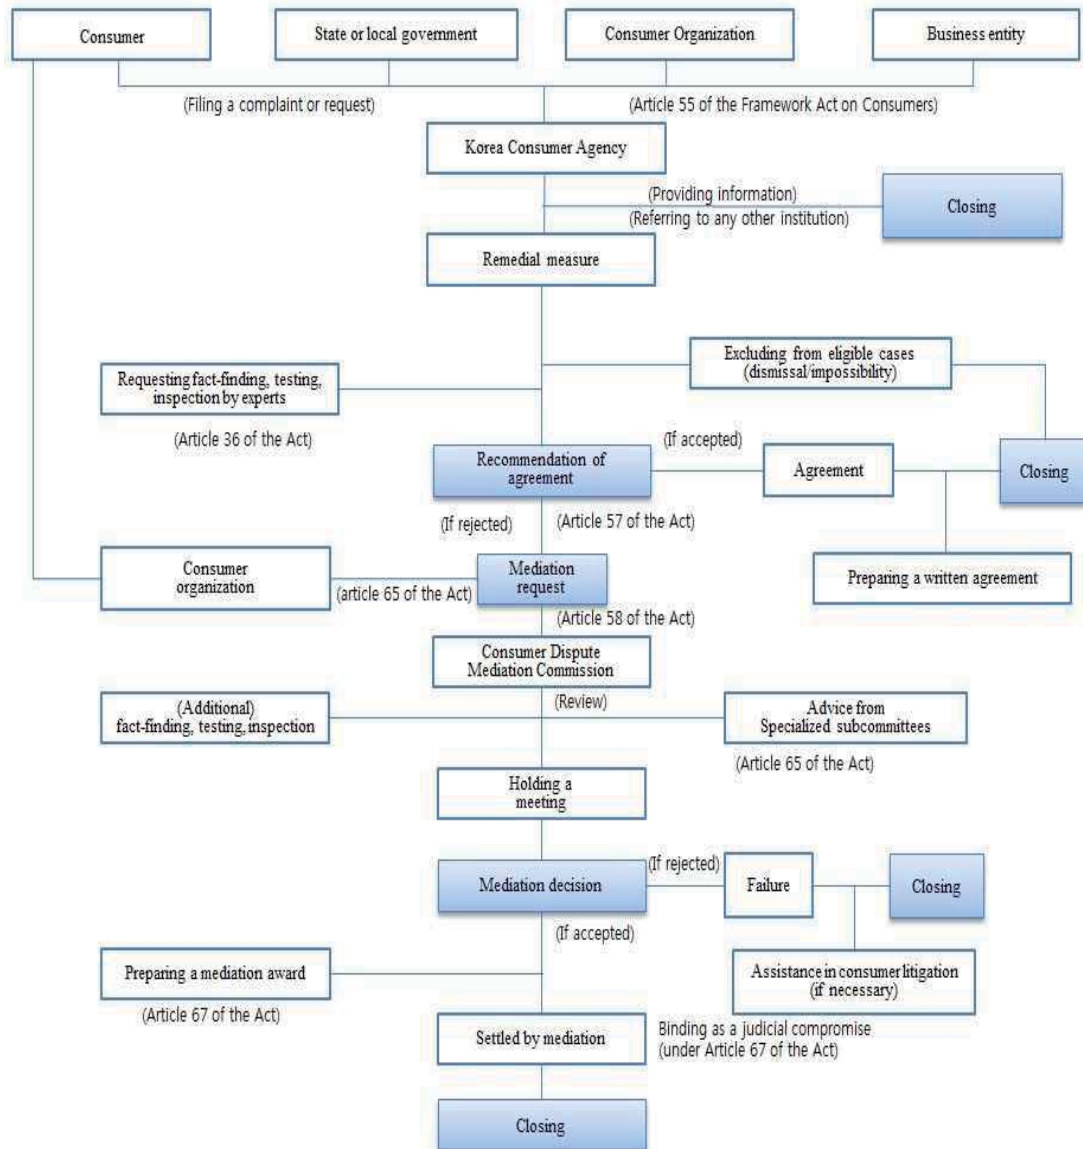 Consumer
State or local government
Consumer Organization
Business entity
(Filing a complaint or request)
(Article 55 of the Framework Act on Consumers)
Korea Consumer Agency
(Providing information)
(Referring to any other institution)
Closing
Remedial measure
Excluding from eligible cases
(dismissal/impossibility)
Requesting fact-finding, testing,
inspection by experts
(Article 36 of the Act)
(If accepted)
Recommendation of
agreement
Agreement
Closing
(If rejected)
(Article 57 of the Act)
Consumer
organization
(article 65 of the Act)
Mediation
request
Preparing a written agreement
(Article 58 of the Act)
Consumer Dispute
Mediation Commission
(Review)
(Additional)
fact-finding, testing, inspection
Advice from
Specialized subcommittees
(Article 65 of the Act)
Holding a
meeting
Mediation decision
(If rejected)
Failure
Closing
(If accepted)
Preparing a mediation award
(Article 67 of the Act)
Assistance in consumer litigation
(if necessary)
Settled by mediation
Binding as a judicial compromise
(under Article 67 of the Act)
Closing